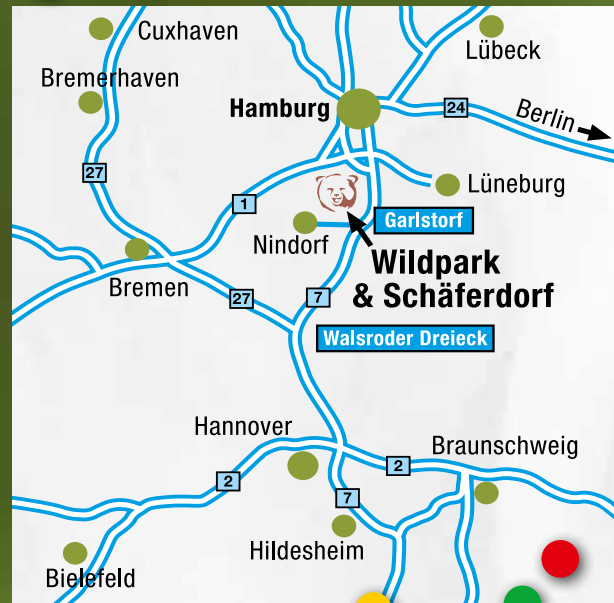 Cuxhaven
Lübeck
Bremerhaven
Hamburg
24
Berlin
27
Lüneburg
1
Garlstorf
Nindorf
Wildpark
& Schäferdorf
Bremen
27
7
Walsroder Dreieck
Hannover
Braunschweig
2
2
7
Hildesheim
Bielefeld